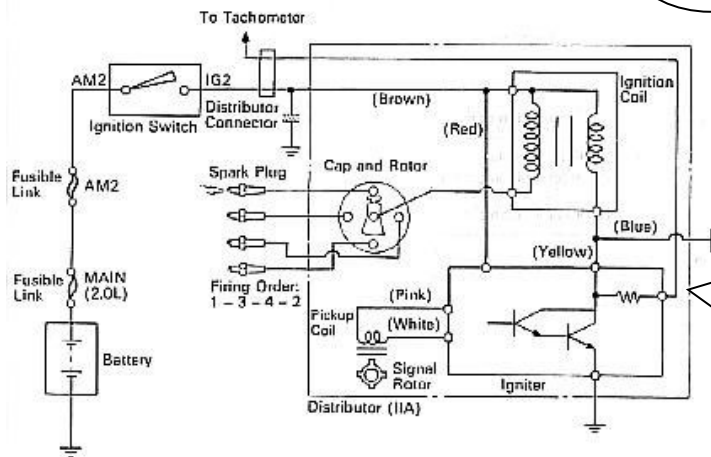 To Tachometer
AM2
IG2
Ignition Switch
Distributor
Connector
(Brown)
Ignition
Coil
(Red)
Fusible
Link
AM2
Spark Plug
Cap and Rotor
(Blue)
(Yellow)
Fusible
Link
MAIN
(2.0L)
Firing Order:
1 - 3 - 4 - 2
(Pink)
Pickup
Coil
(White)
Battery
Signal
Rotor
Igniter
Distributor (IIA)